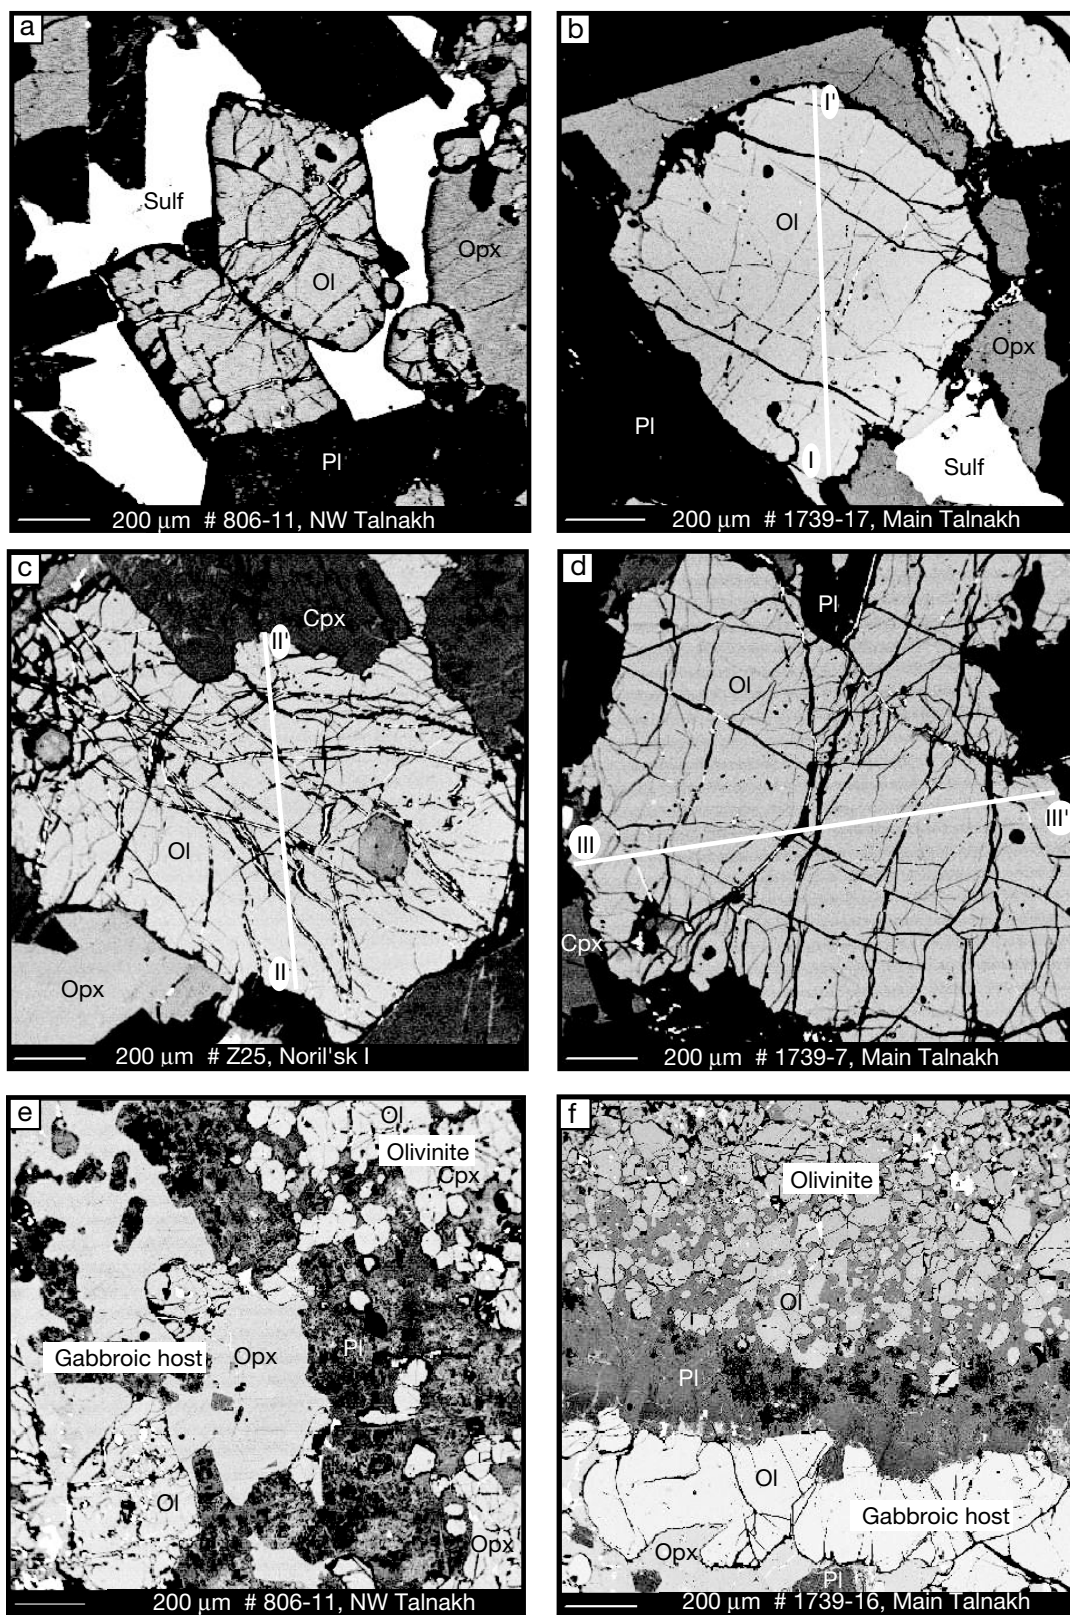 a
Sulf
Opx
Ol
Pl
200 µm # 806-11, NW Talnakh
b
I'
Ol
Opx
Pl
I
Sulf
200 µm # 1739-17, Main Talnakh
c
Cpx
II'
Ol
II
Opx
200 µm # Z25, Noril'sk I
d
Pl
Ol
III
III'
Cpx
200 µm # 1739-7, Main Talnakh
e
Ol
Olivinite
Cpx
Pl
Gabbroic host
Opx
Ol
Opx
200 µm # 806-11, NW Talnakh
f
Olivinite
Ol
Pl
Ol
Gabbroic host
Opx
Pl
200 µm # 1739-16, Main Talnakh